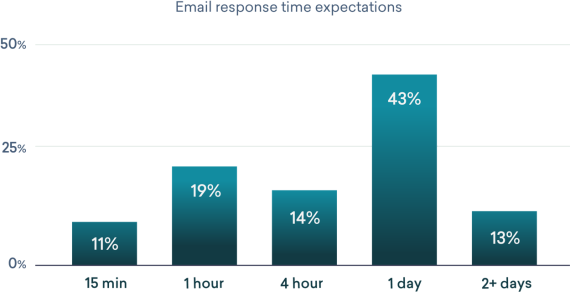 Email response time expectations
50%
25%
0%
11%
19%
14%
43%
13%
15 min
1 hour
4 hour
1 day
2+ days